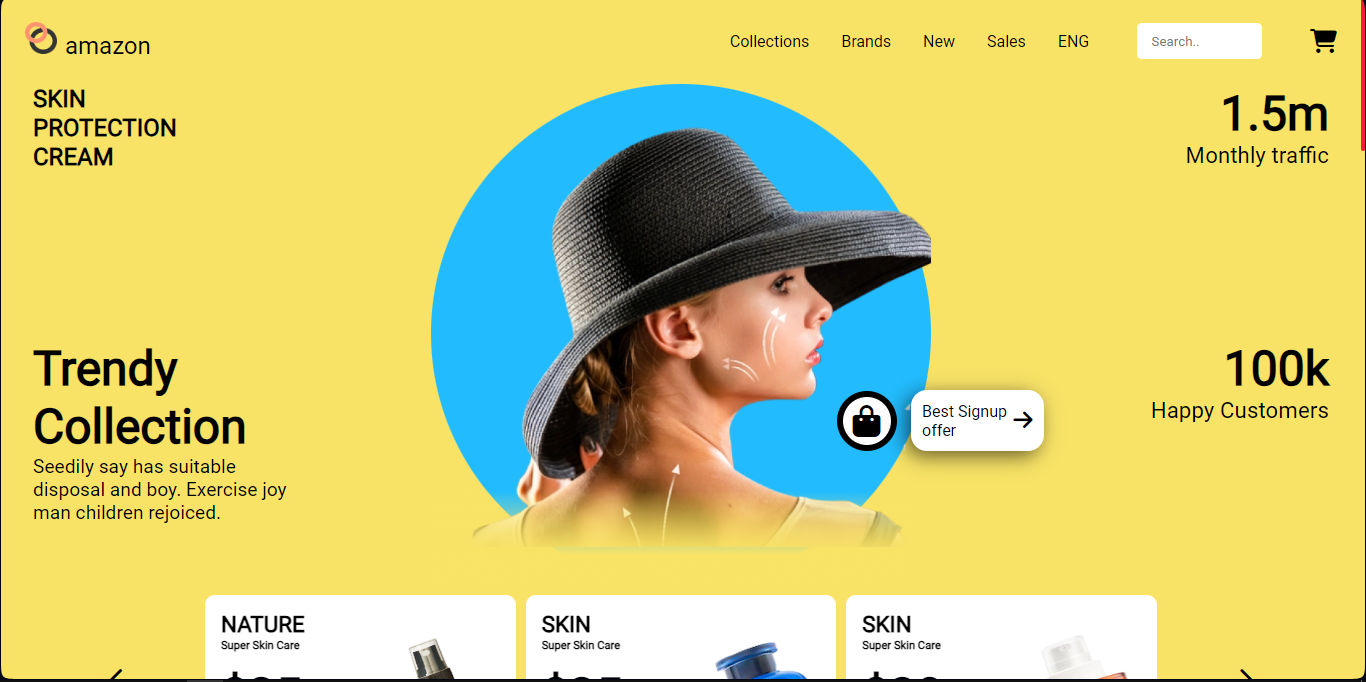 amazon
Collections Brands New Sales ENG Search..
SKIN
PROTECTION
CREAM
1.5m
Monthly traffic
Trendy
Collection
Seedily say has suitable
disposal and boy. Exercise joy
man children rejoiced.
100k
Happy Customers
Best Signup
offer
NATURE
Super Skin Care
SKIN
Super Skin Care
SKIN
Super Skin Care